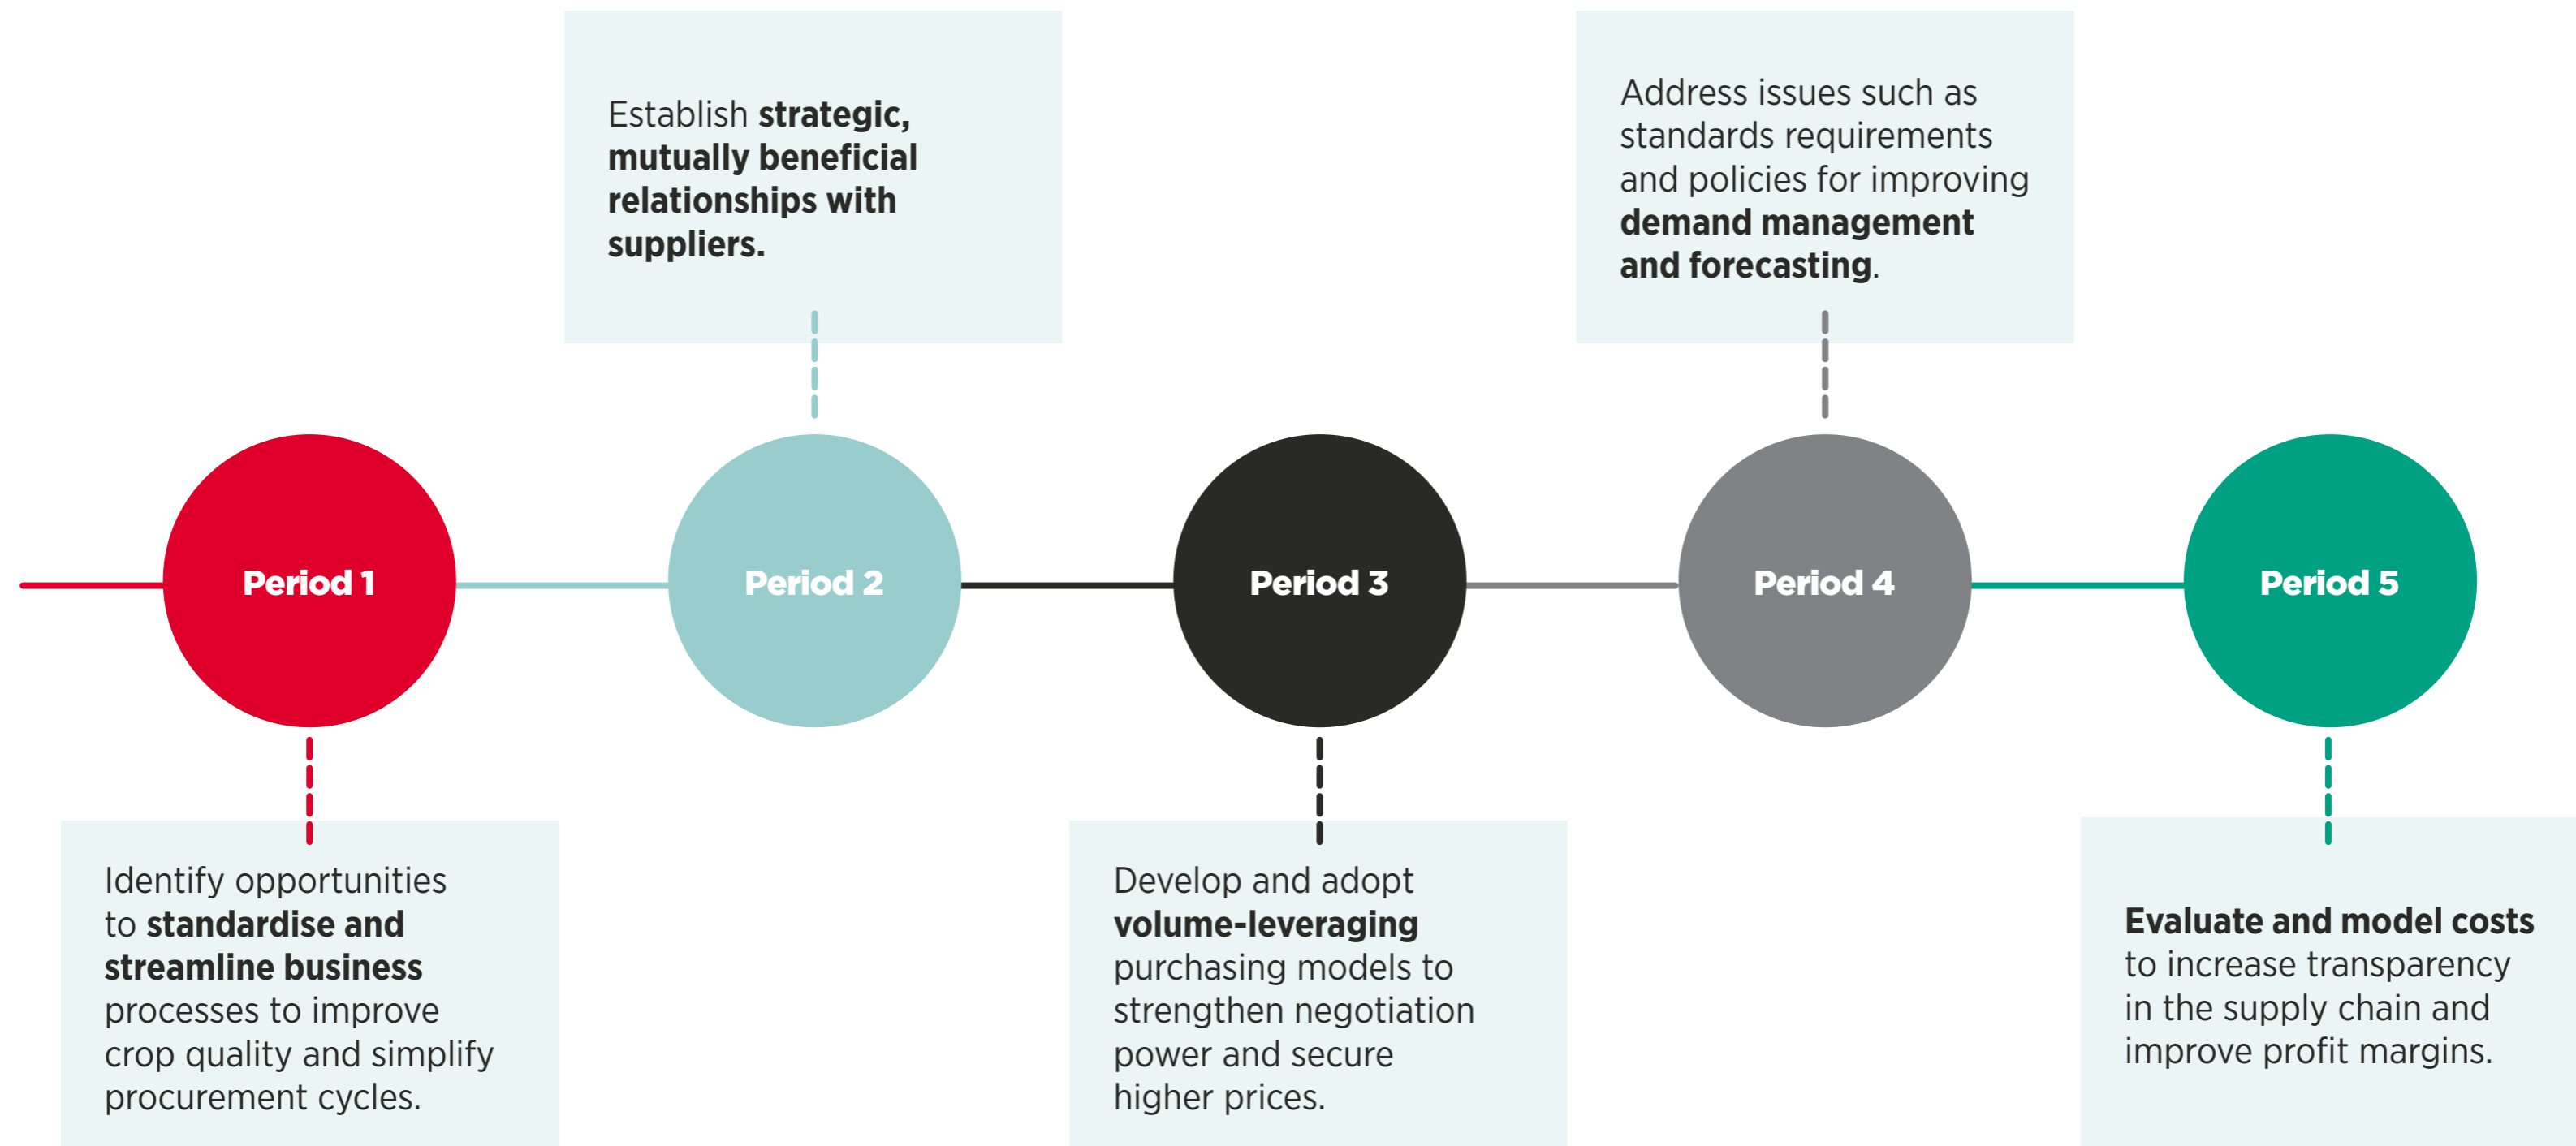 Establish strategic,
mutually beneficial
relationships with
suppliers.
Address issues such as
standards requirements
and policies for improving
demand management
and forecasting.
Period 1
Period 2
Period 3
Period 4
Period 5
Identify opportunities
to standardise and
streamline business
processes to improve
crop quality and simplify
procurement cycles.
Develop and adopt
volume-leveraging
purchasing models to
strengthen negotiation
power and secure
higher prices.
Evaluate and model costs
to increase transparency
in the supply chain and
improve profit margins.